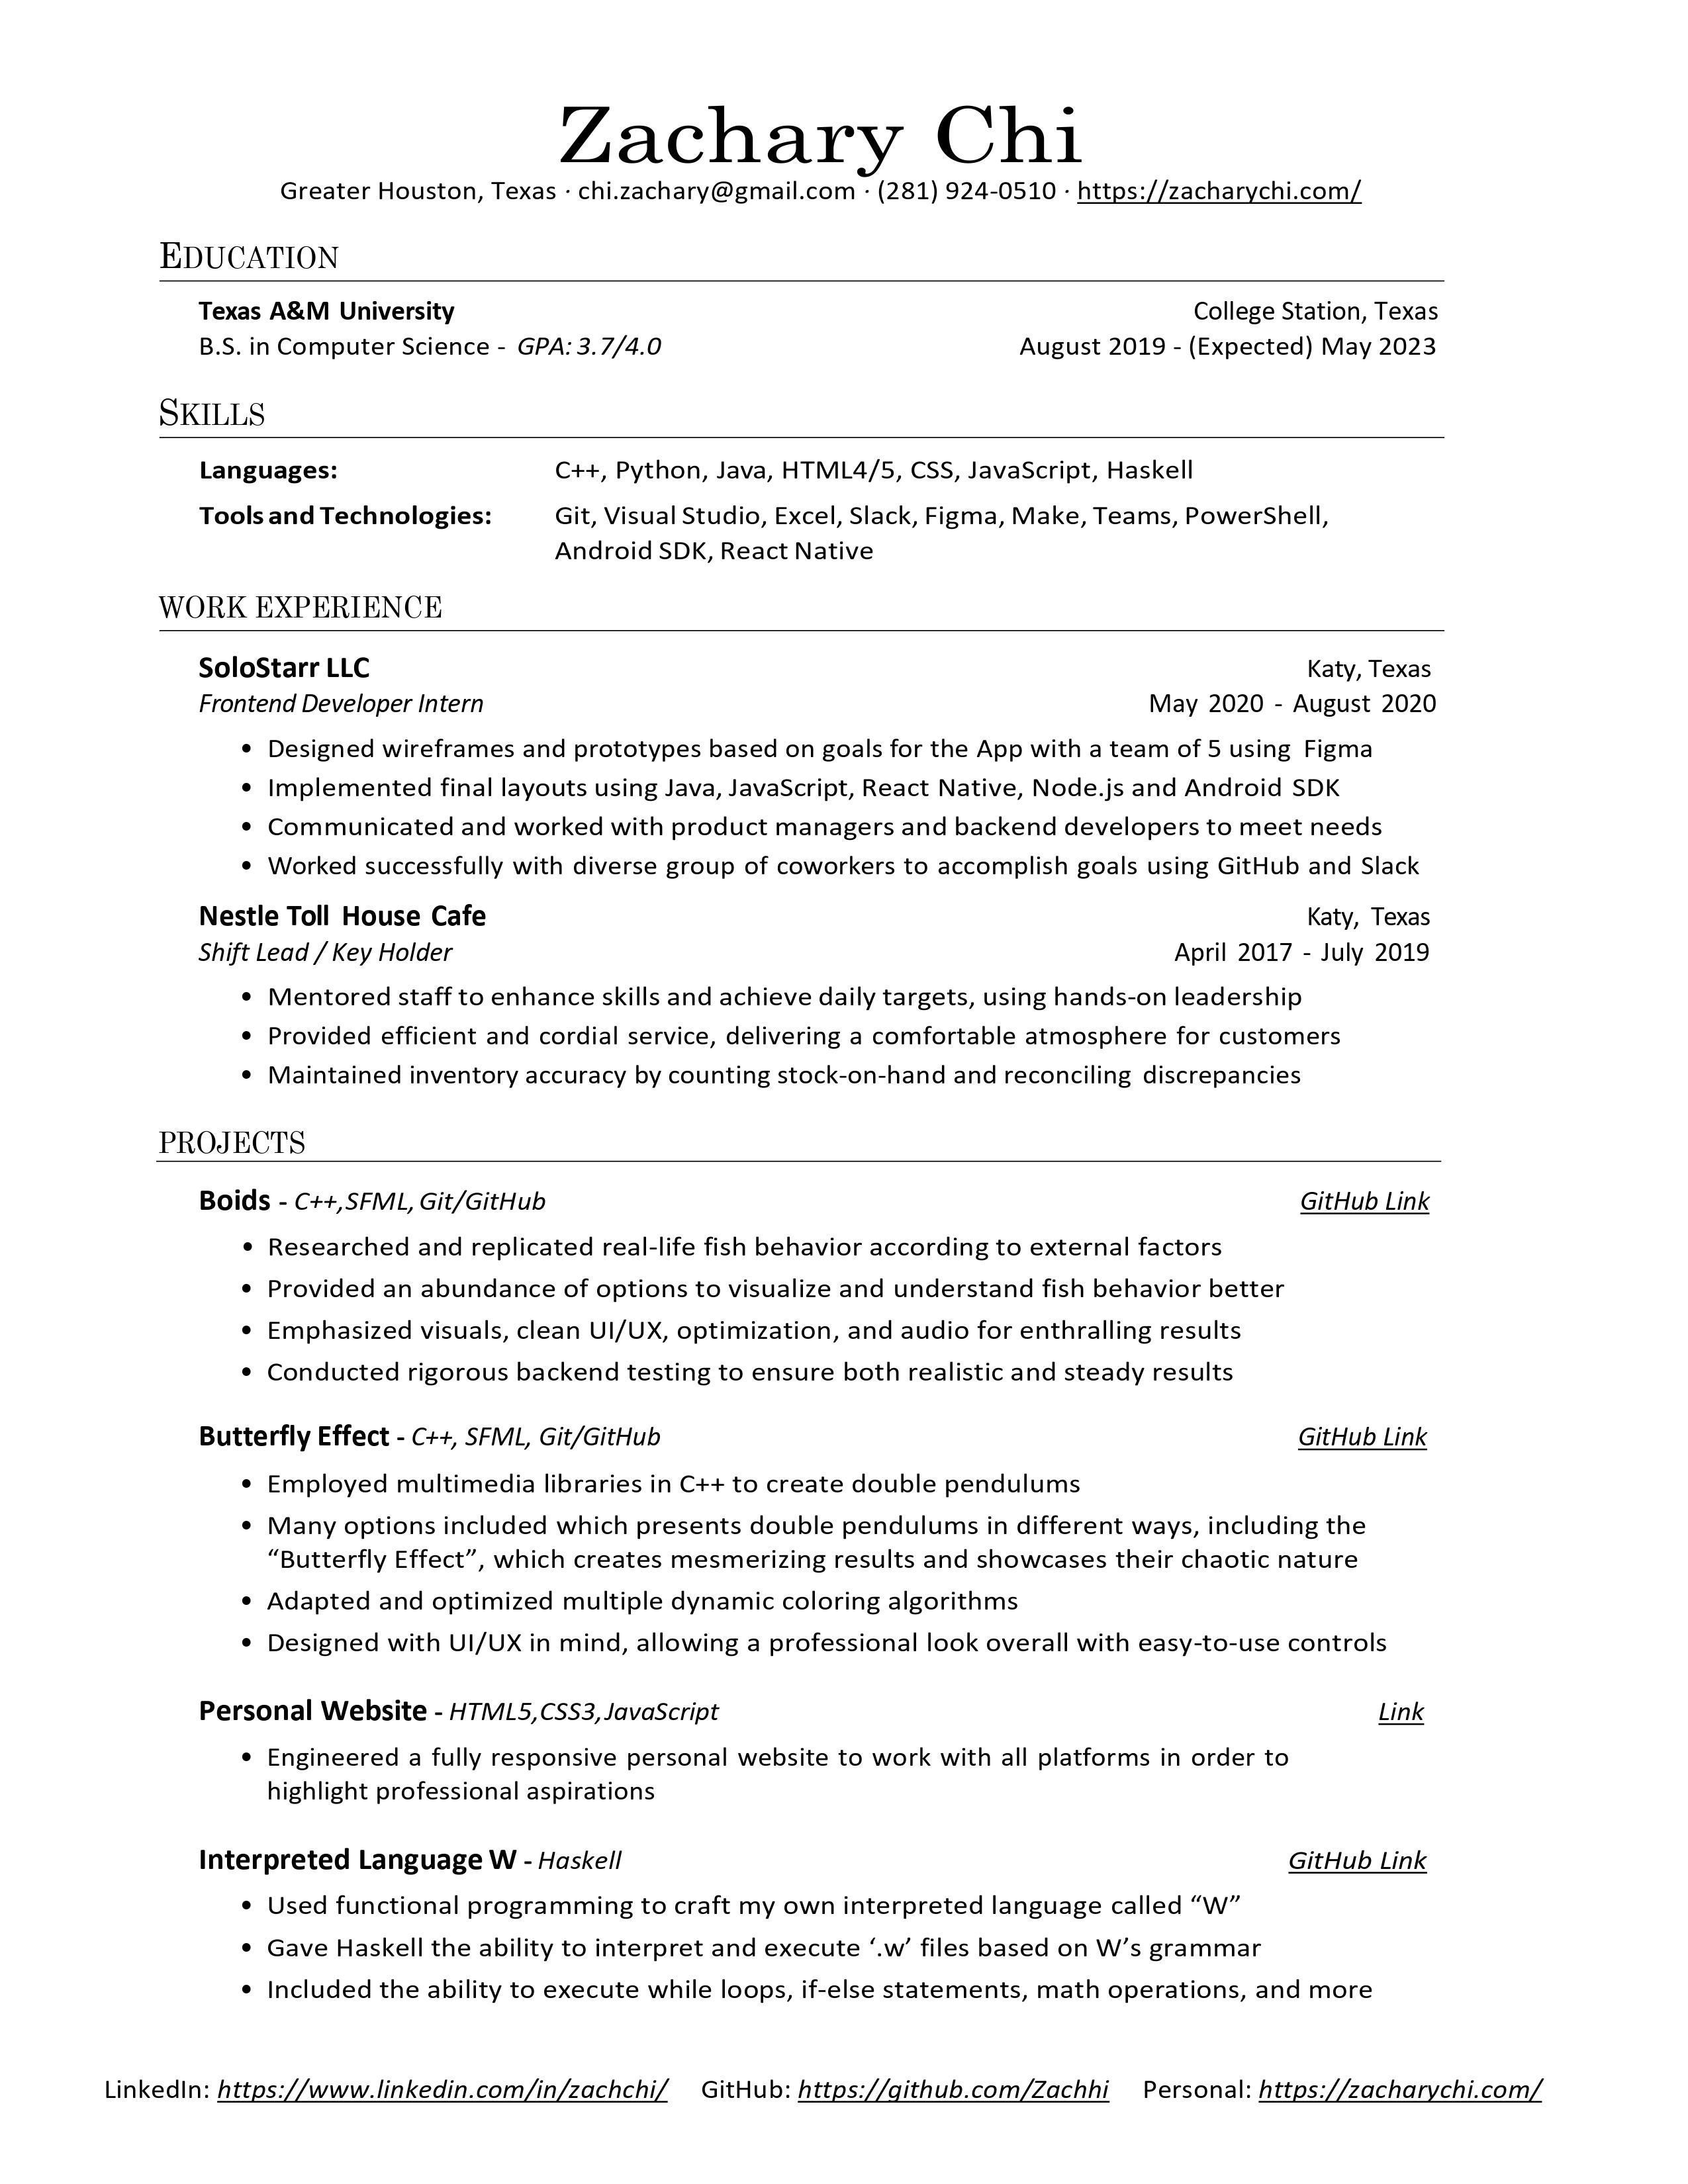 Zachary Chi
Greater Houston, Texas · chi.zachary@gmail.com · (281) 924-0510 · https://zacharychi.com/
EDUCATION
Texas A&M University College Station, Texas
B.S. in Computer Science - GPA: 3.7/4.0 August 2019 - (Expected) May 2023
SKILLS
Languages: C++, Python, Java, HTML4/5, CSS, JavaScript, Haskell
Tools and Technologies: Git, Visual Studio, Excel, Slack, Figma, Make, Teams, PowerShell,
Android SDK, React Native
WORK EXPERIENCE
SoloStarr LLC Katy, Texas
Frontend Developer Intern May 2020 - August 2020
• Designed wireframes and prototypes based on goals for the App with a team of 5 using Figma
• Implemented final layouts using Java, JavaScript, React Native, Node.js and Android SDK
• Communicated and worked with product managers and backend developers to meet needs
• Worked successfully with diverse group of coworkers to accomplish goals using GitHub and Slack
Nestle Toll House Cafe Katy, Texas
Shift Lead / Key Holder April 2017 - July 2019
• Mentored staff to enhance skills and achieve daily targets, using hands-on leadership
• Provided efficient and cordial service, delivering a comfortable atmosphere for customers
• Maintained inventory accuracy by counting stock-on-hand and reconciling discrepancies
PROJECTS
Boids - C++,SFML, Git/GitHub GitHub Link
• Researched and replicated real-life fish behavior according to external factors
• Provided an abundance of options to visualize and understand fish behavior better
• Emphasized visuals, clean UI/UX, optimization, and audio for enthralling results
• Conducted rigorous backend testing to ensure both realistic and steady results
Butterfly Effect - C++, SFML, Git/GitHub GitHub Link
• Employed multimedia libraries in C++ to create double pendulums
• Many options included which presents double pendulums in different ways, including the
“Butterfly Effect”, which creates mesmerizing results and showcases their chaotic nature
• Adapted and optimized multiple dynamic coloring algorithms
• Designed with UI/UX in mind, allowing a professional look overall with easy-to-use controls
Personal Website - HTML5,CSS3,JavaScript Link
• Engineered a fully responsive personal website to work with all platforms in order to
highlight professional aspirations
Interpreted Language W - Haskell GitHub Link
• Used functional programming to craft my own interpreted language called “W”
• Gave Haskell the ability to interpret and execute ‘.w’ files based on W’s grammar
• Included the ability to execute while loops, if-else statements, math operations, and more
LinkedIn: https://www.linkedin.com/in/zachchi/ GitHub: https://github.com/Zachhi Personal: https://zacharychi.com/